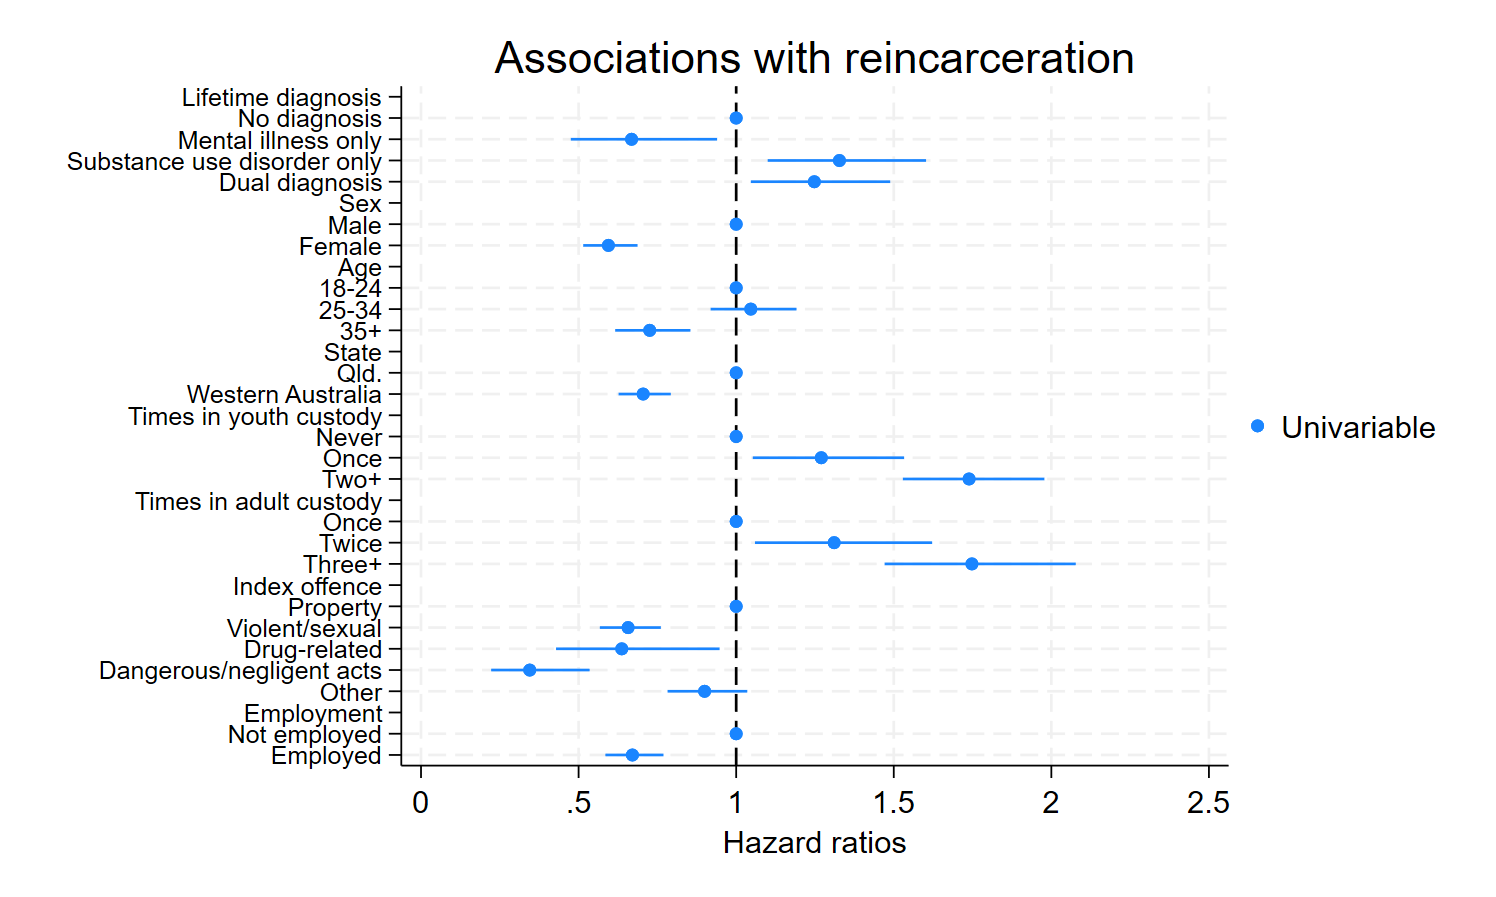 Associations with reincarceration
Lifetime diagnosis
No diagnosis
Mental illness only
Substance use disorder only
Dual diagnosis
Sex
Male
Female
Age
18-24
25-34
35+
State
Qld.
Western Australia
Times in youth custody
Never
Once
Two+
Times in adult custody
Once
Twice
Three+
Index offence
Property
Violent/sexual
Drug-related
Dangerous/negligent acts
Other
Employment
Not employed
Employed
0 .5 1 1.5 2 2.5
Hazard ratios
Univariable